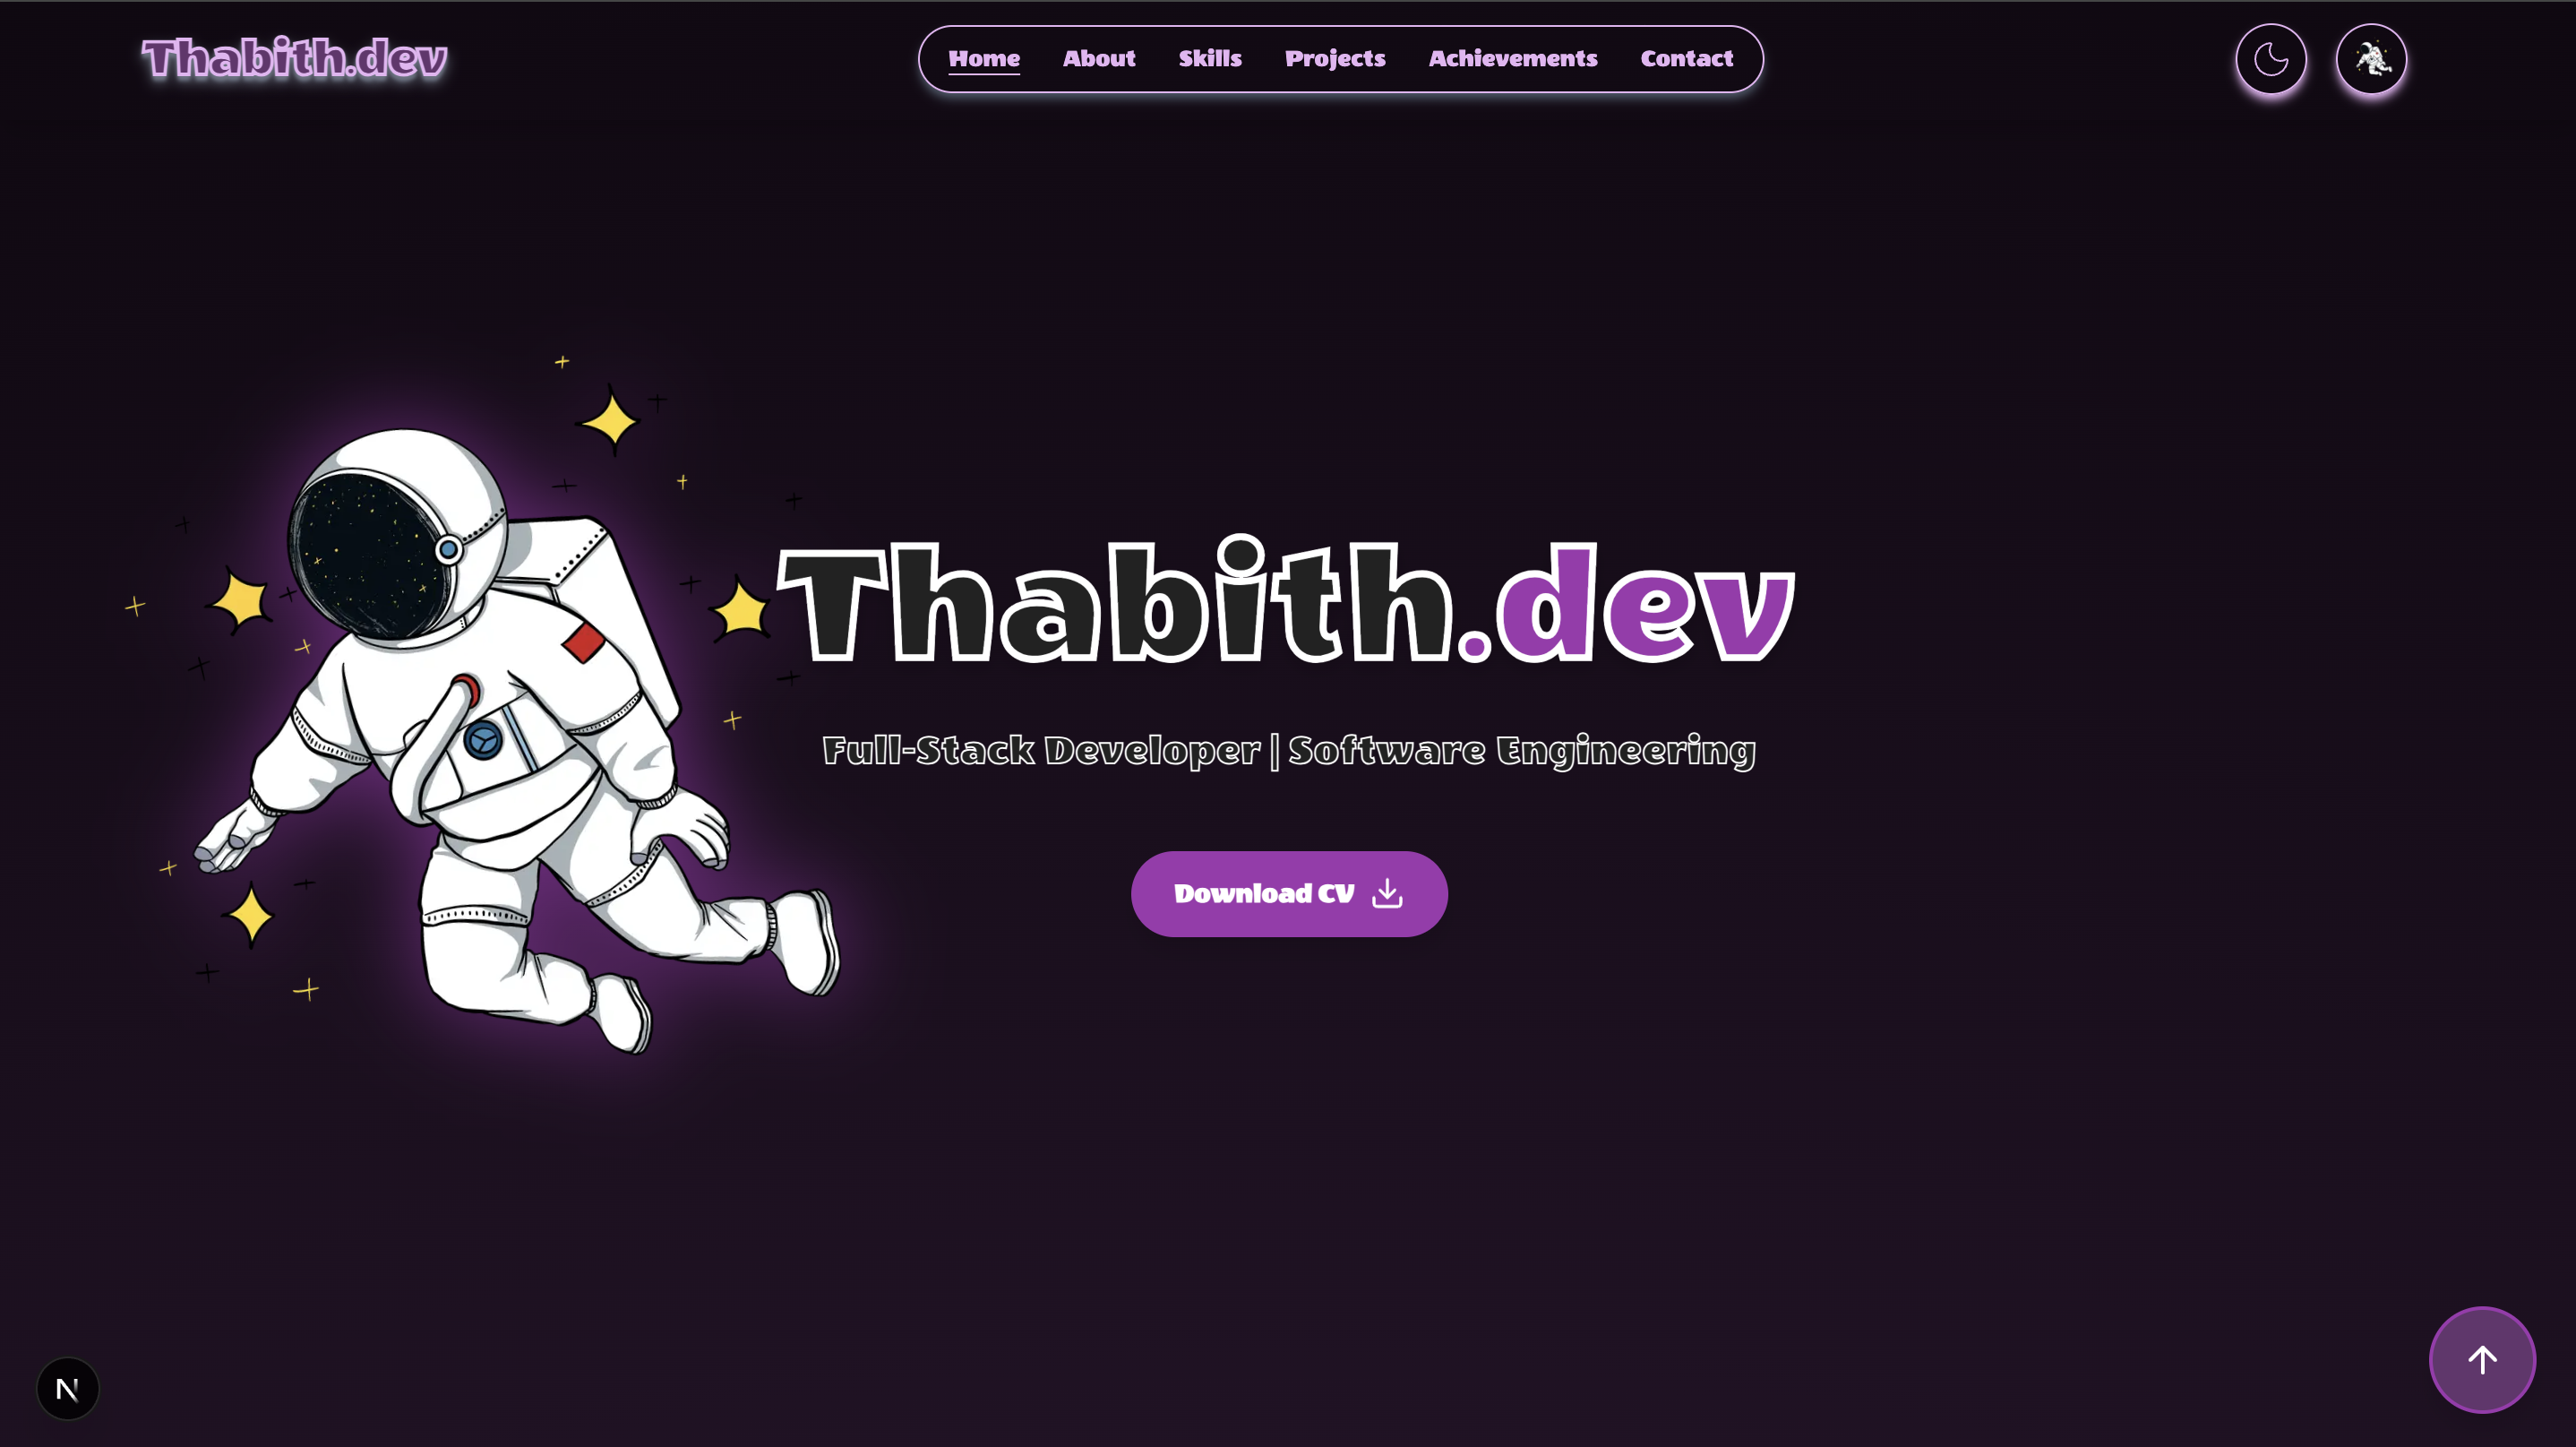 Thabith.dev
Home About Skills Projects Achievements Contact
Thabith.dev
Full-Stack Developer | Software Engineering
Download CV
N